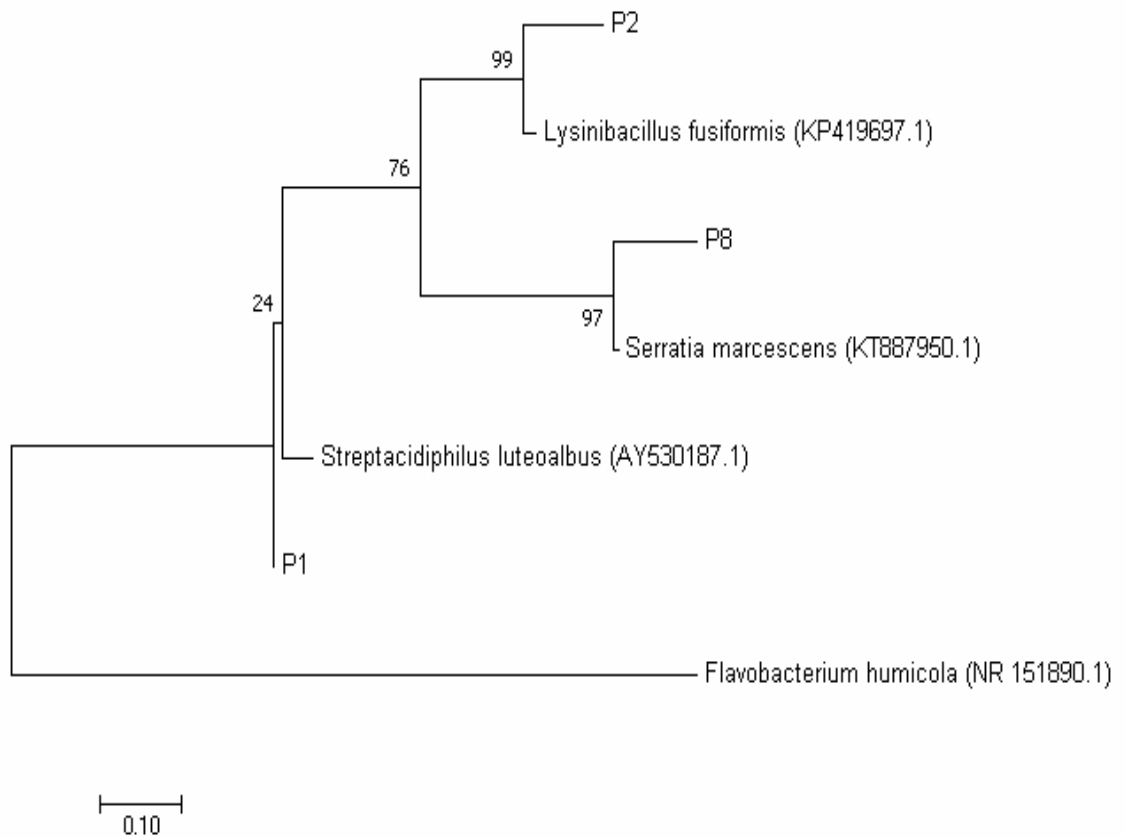 P2
99
Lysinibacillus fusiformis (KP419697.1)
76
P8
24
97
Serratia marcescens (KT887950.1)
Streptacidiphilus luteoalbus (AY530187.1)
P1
Flavobacterium humicola (NR 151890.1)
0.10